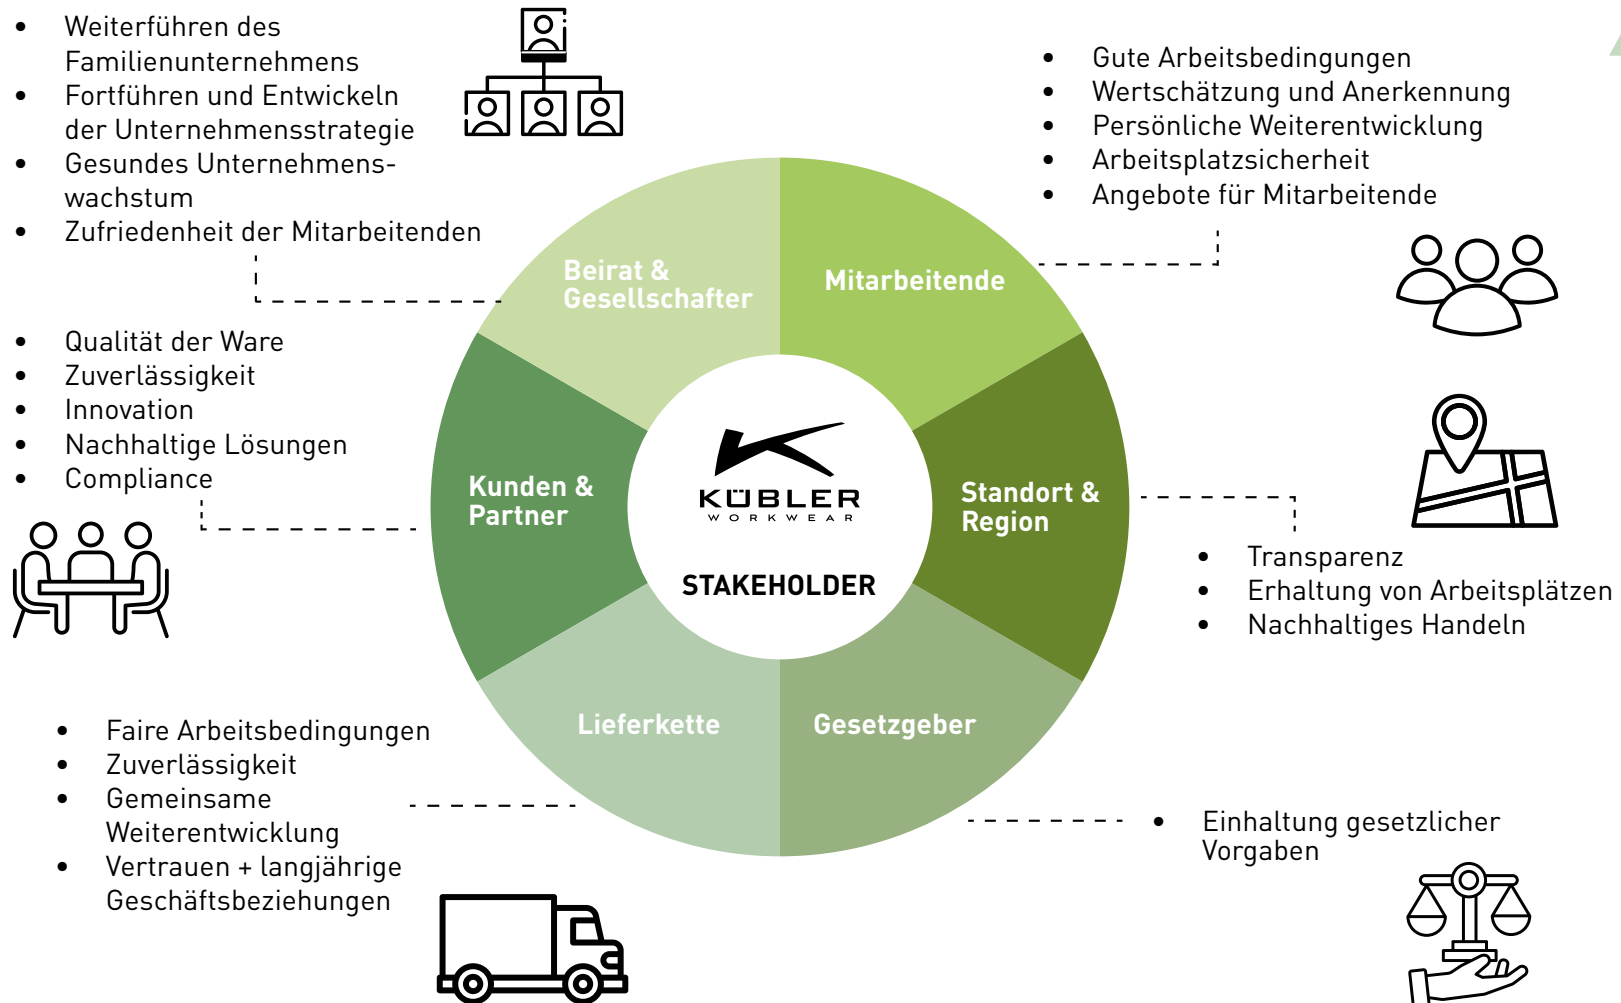 • Weiterführen des
Familienunternehmens
• Fortführen und Entwickeln
der Unternehmensstrategie
• Gesundes Unternehmens-
wachstum
• Zufriedenheit der Mitarbeitenden
• Gute Arbeitsbedingungen
• Wertschätzung und Anerkennung
• Persönliche Weiterentwicklung
• Arbeitsplatzsicherheit
• Angebote für Mitarbeitende
Beirat &
Gesellschafter
Mitarbeitende
• Qualität der Ware
• Zuverlässigkeit
• Innovation
• Nachhaltige Lösungen
• Compliance
Kunden &
Partner
KÜBLER
WORKWEAR
STAKEHOLDER
Standort &
Region
• Transparenz
• Erhaltung von Arbeitsplätzen
• Nachhaltiges Handeln
Lieferkette
Gesetzgeber
• Faire Arbeitsbedingungen
• Zuverlässigkeit
• Gemeinsame
Weiterentwicklung
• Vertrauen + langjährige
Geschäftsbeziehungen
• Einhaltung gesetzlicher
Vorgaben